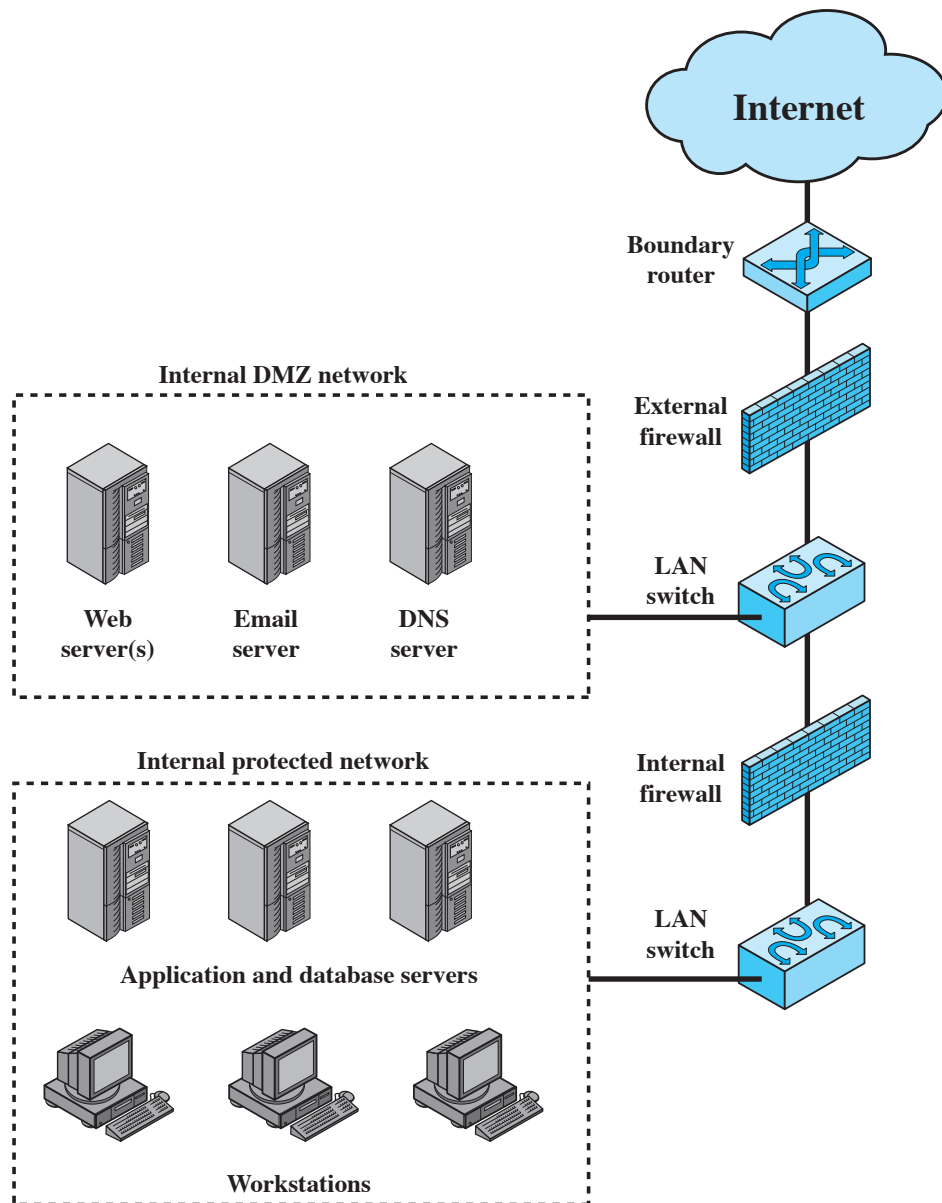 Internet
Boundary
router
Internal DMZ network
External
firewall
LAN
switch
Web
server(s)
Email
server
DNS
server
Internal protected network
Internal
firewall
LAN
switch
Application and database servers
Workstations